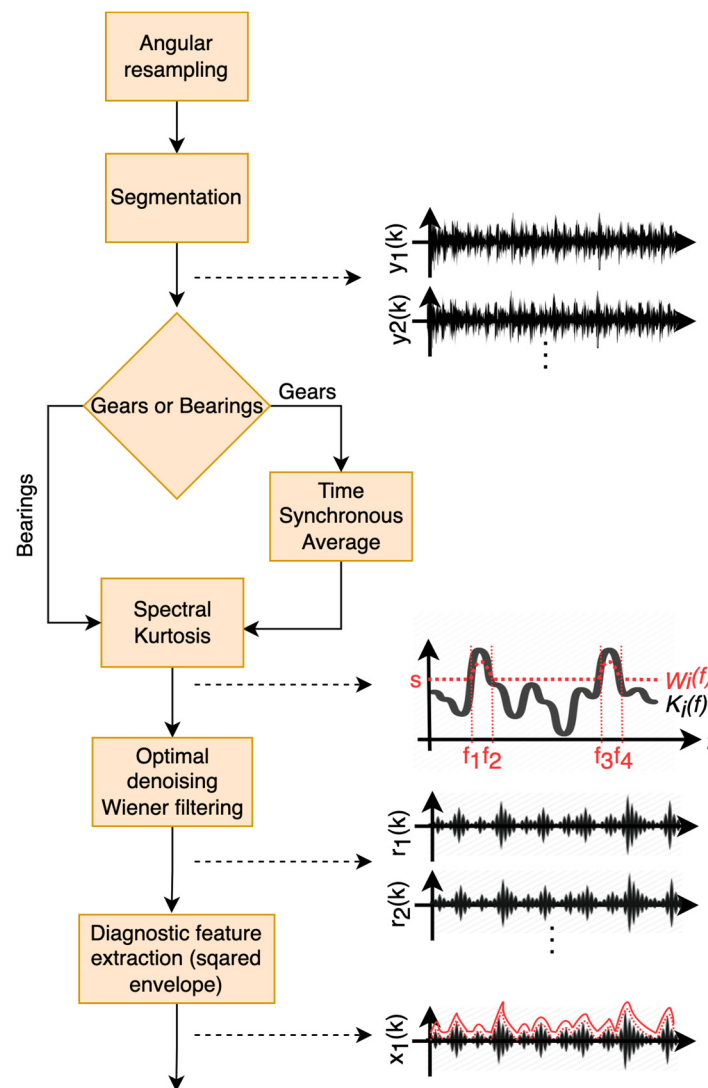 Angular
resampling
Segmentation
y₁(k)
y2(k)
Gears or Bearings
Gears
Bearings
Time
Synchronous
Average
Spectral
Kurtosis
s
Wᵢ(f)
Kᵢ(f)
f₁f₂
f₃f₄
Optimal
denoising
Wiener filtering
r₁(k)
r₂(k)
Diagnostic feature
extraction (sqared
envelope)
x₁(k)